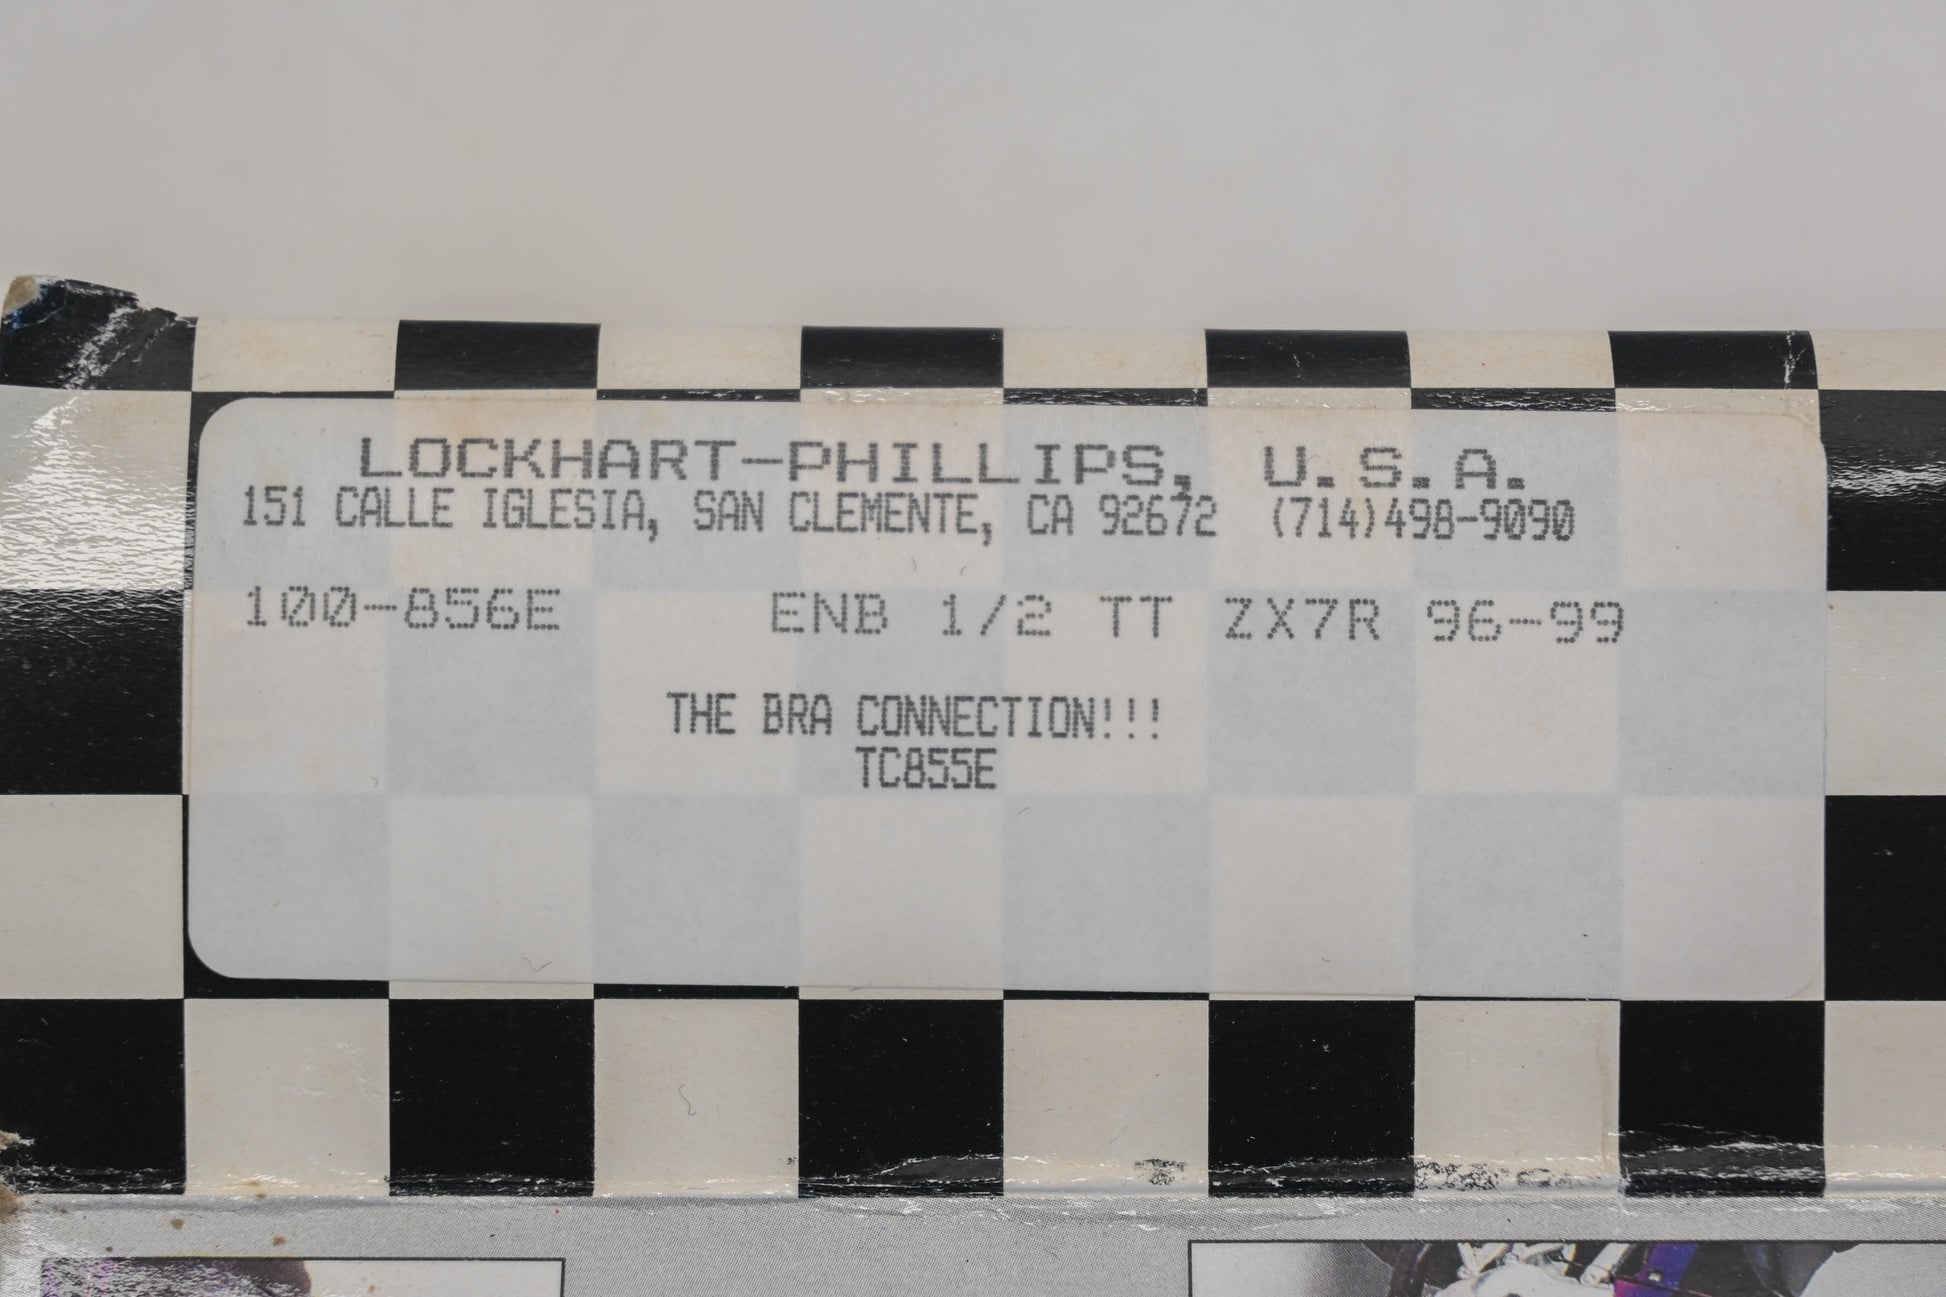 LOCKHART-PHILLIPS, U.S.A.
151 CALLE IGLESIA, SAN CLEMENTE, CA 92672 (714)498-9090
100-856E ENB 1/2 TT ZX7R 96-99
THE BRA CONNECTION!!!
TC855E